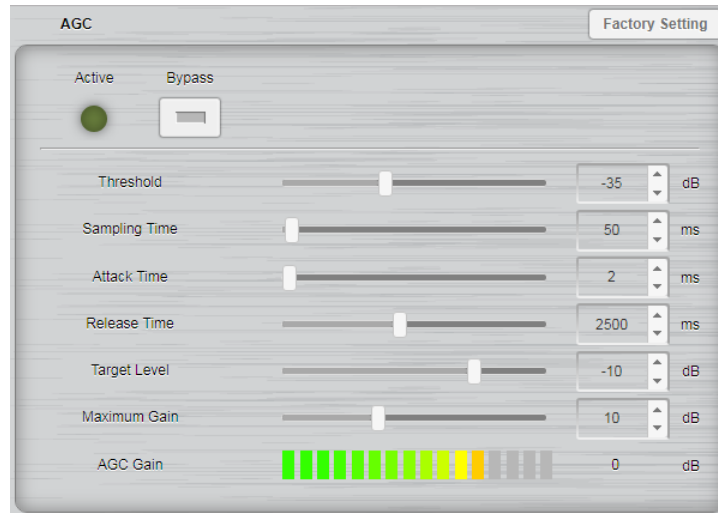 AGC Factory Setting
Active Bypass
Threshold -35 dB
Sampling Time 50 ms
Attack Time 2 ms
Release Time 2500 ms
Target Level -10 dB
Maximum Gain 10 dB
AGC Gain 0 dB